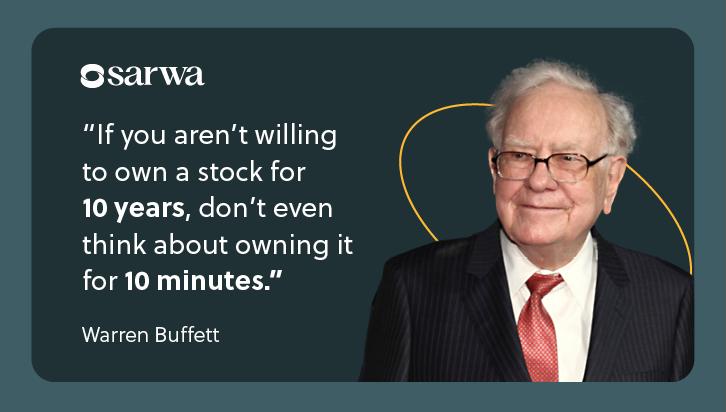 sarwa
“If you aren’t willing
to own a stock for
10 years, don’t even
think about owning it
for 10 minutes.”
Warren Buffett